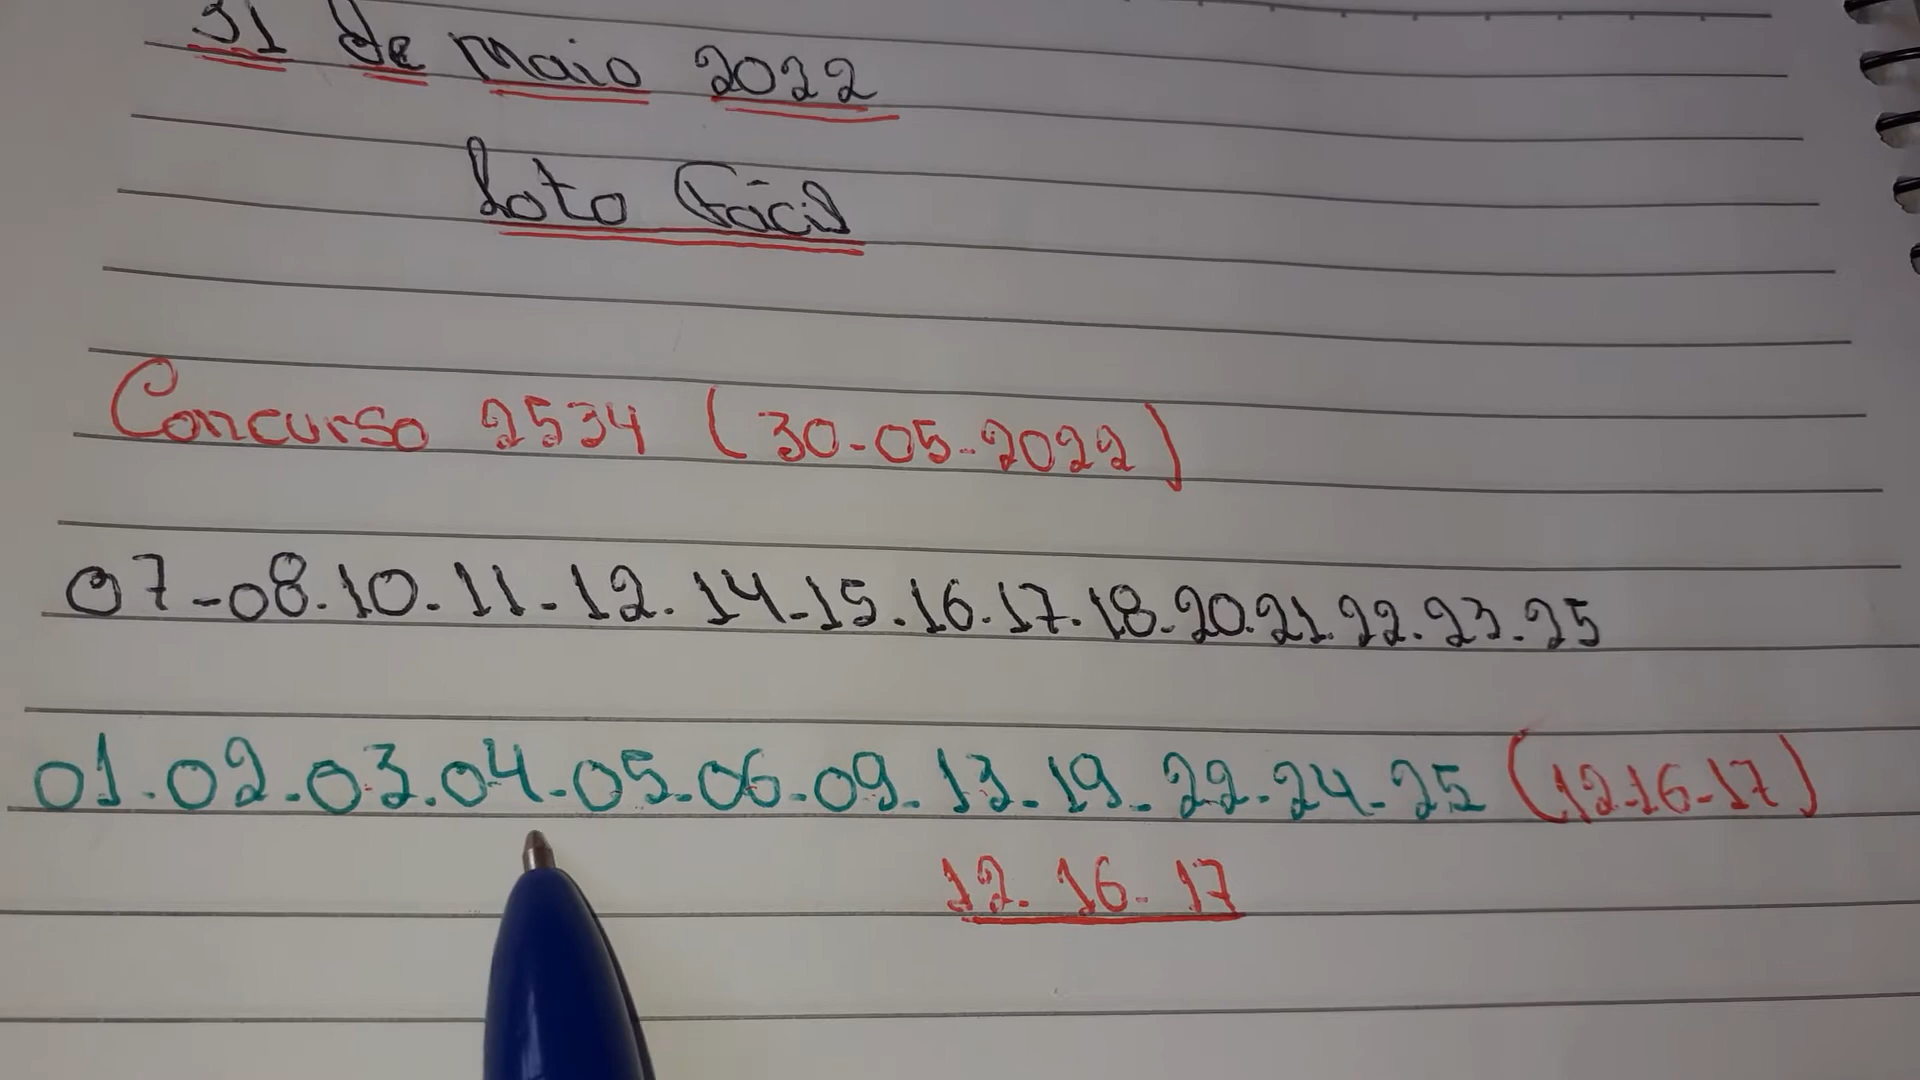 31 de maio 2022
Loto Fácil
Concurso 2534 (30-05-2022)
07-08.10.11-12.14-15.16.17.18.20.21.22.23.25
01.02.03.04-05.06.09.13.19.22.24.25 (12.16-17)
12.16.17